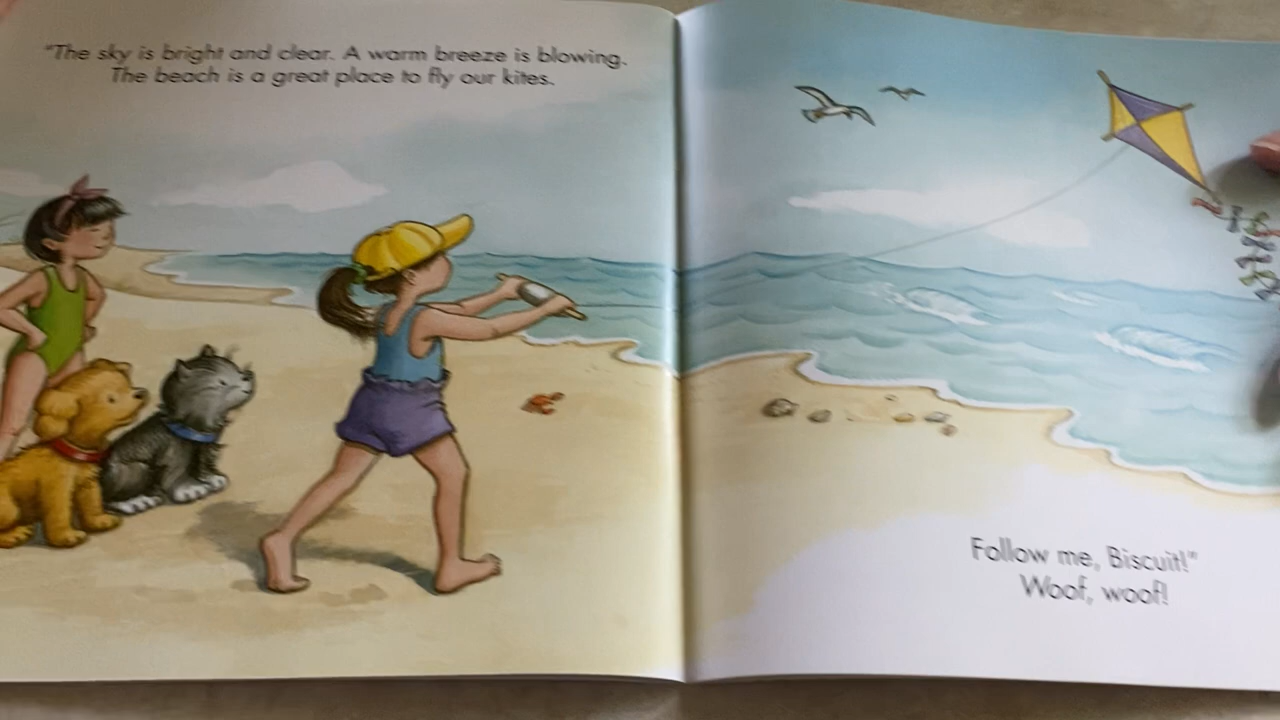 "The sky is bright and clear. A warm breeze is blowing.
The beach is a great place to fly our kites.
Follow me, Biscuit!"
Woof, woof!